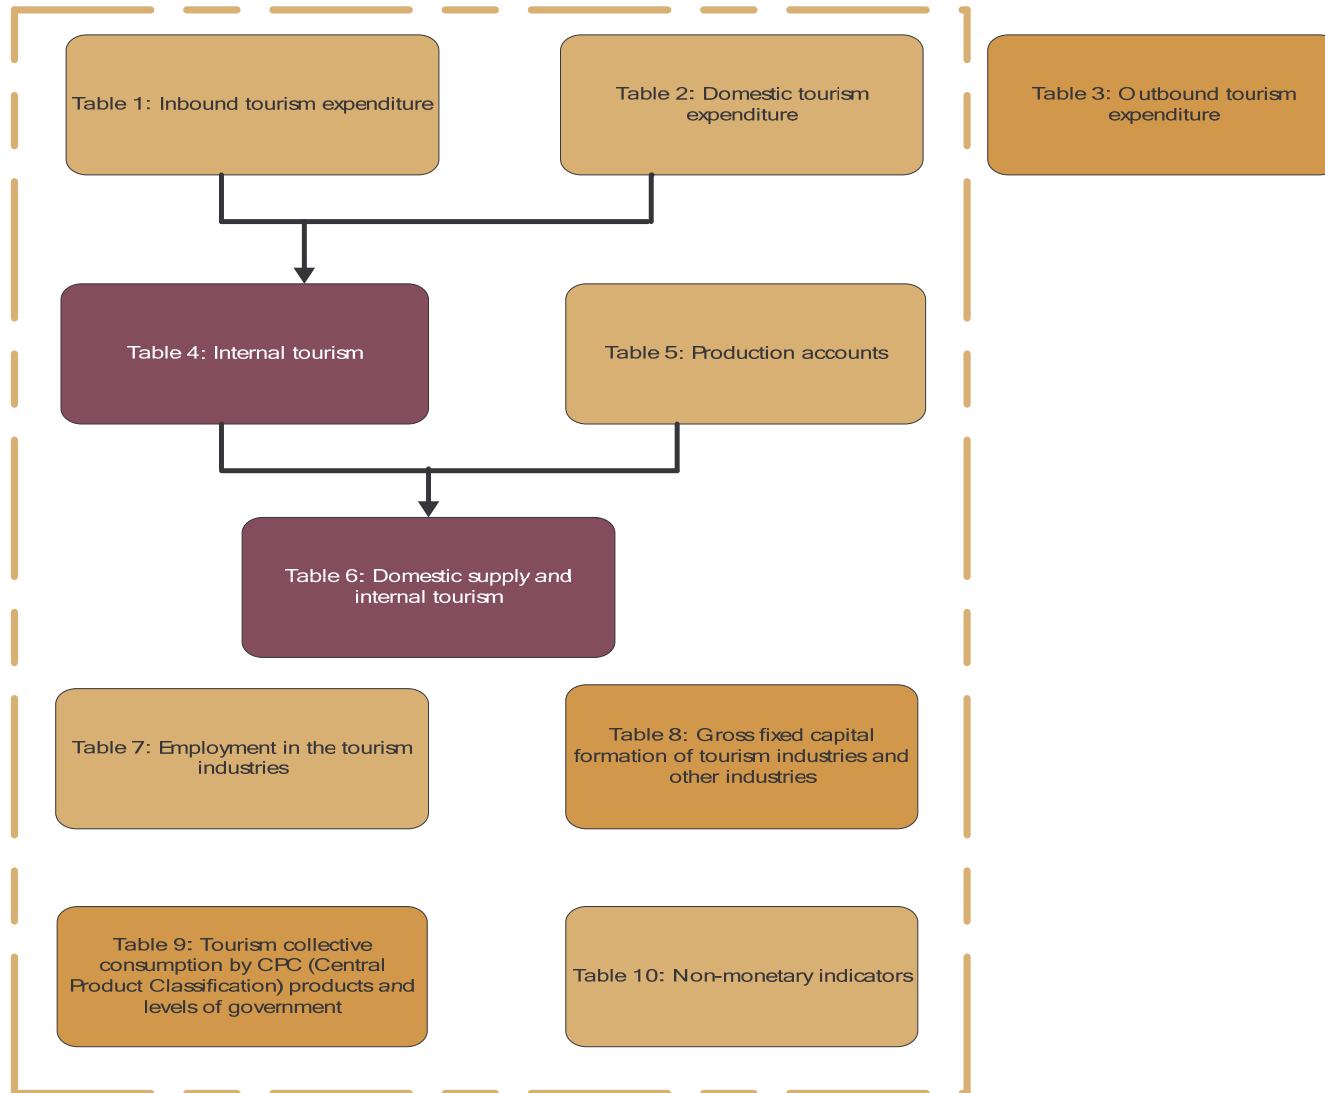 Table 1: Inbound tourism expenditure
Table 2: Domestic tourism
expenditure
Table 3: Outbound tourism
expenditure
Table 4: Internal tourism
Table 5: Production accounts
Table 6: Domestic supply and
internal tourism
Table 7: Employment in the tourism
industries
Table 8: Gross fixed capital
formation of tourism industries and
other industries
Table 9: Tourism collective
consumption by CPC (Central
Product Classification) products and
levels of government
Table 10: Non-monetary indicators